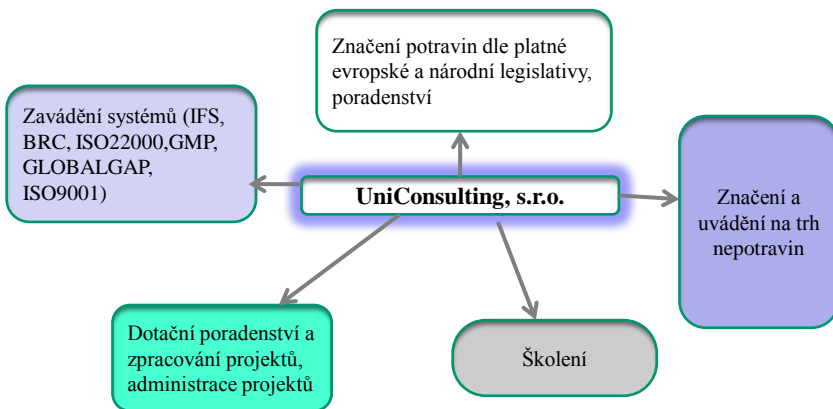 Značení potravin dle platné
evropské a národní legislativy,
poradenství
Zavádění systémů (IFS,
BRC, ISO22000,GMP,
GLOBALGAP,
ISO9001)
UniConsulting, s.r.o.
Značení a
uvádění na trh
nepotravin
Dotační poradenství a
zpracování projektů,
administrace projektů
Školení